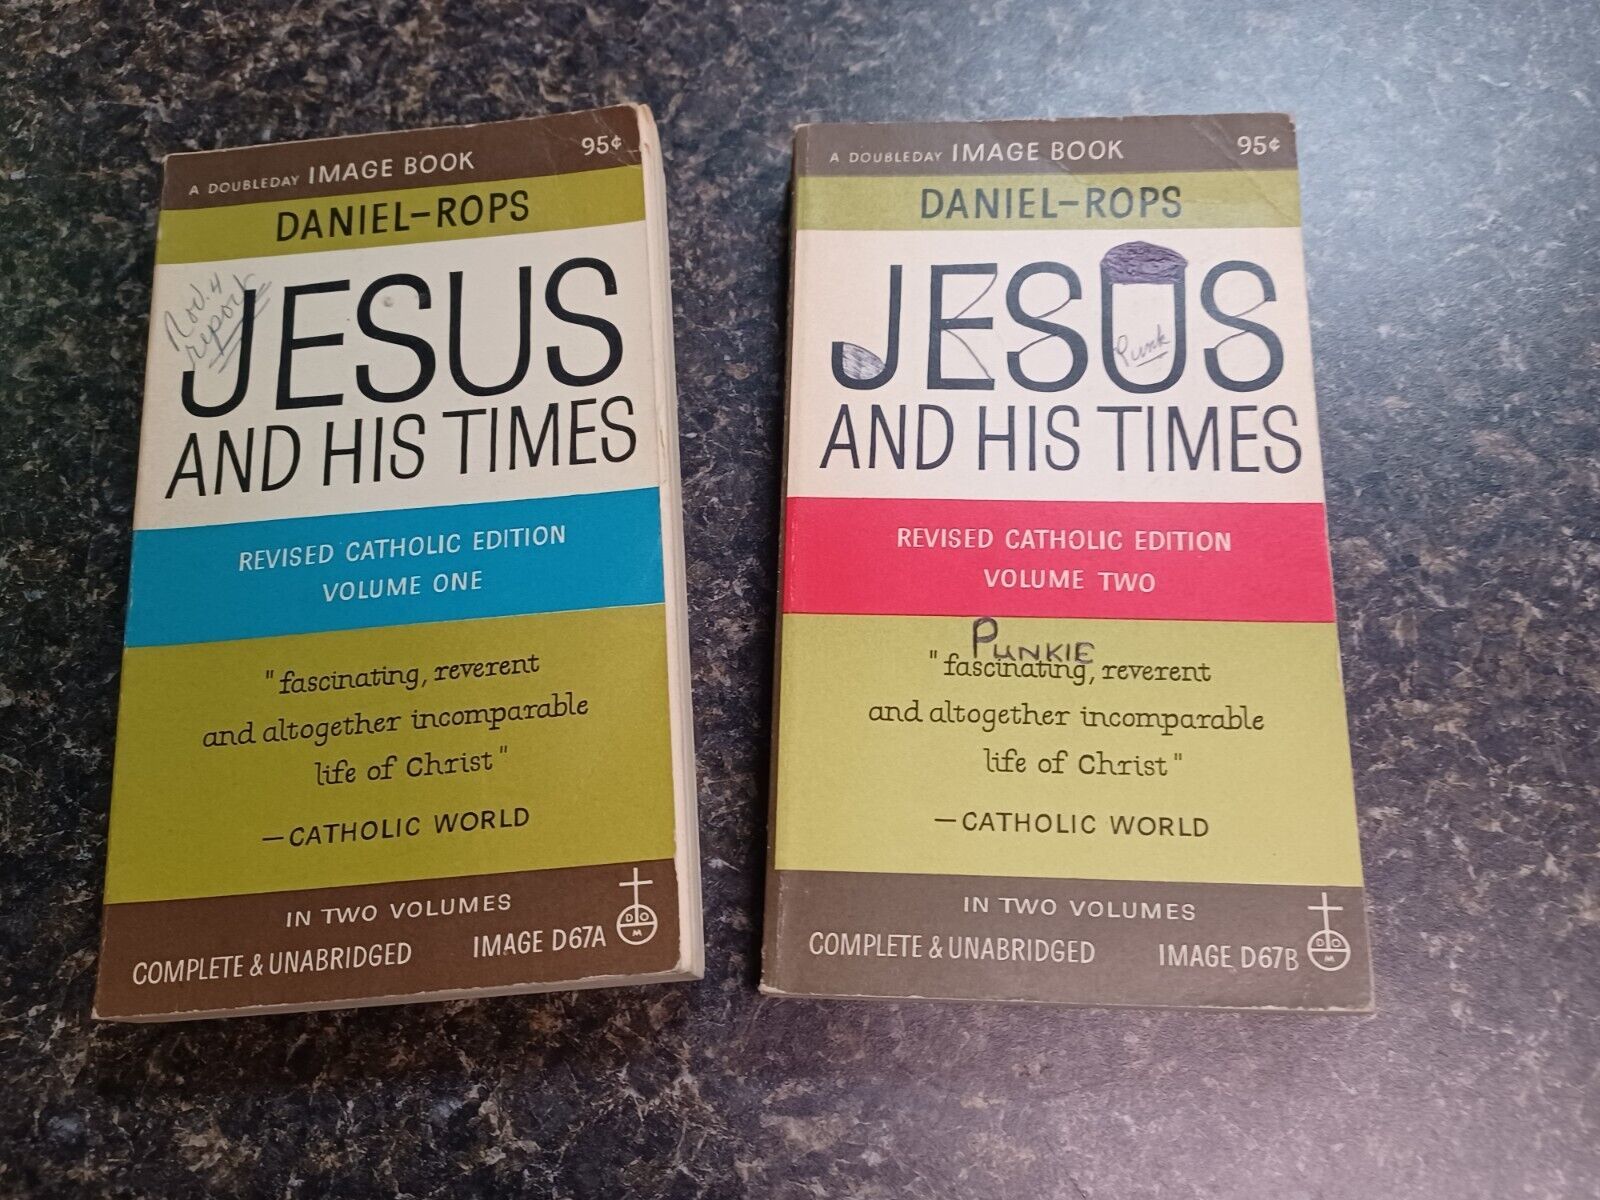 A DOUBLEDAY IMAGE BOOK 95¢
DANIEL-ROPS
Nov. 4
report
JESUS
AND HIS TIMES
REVISED CATHOLIC EDITION
VOLUME ONE
"fascinating, reverent
and altogether incomparable
life of Christ"
—CATHOLIC WORLD
IN TWO VOLUMES
COMPLETE & UNABRIDGED IMAGE D67A
D O
M
A DOUBLEDAY IMAGE BOOK 95¢
DANIEL-ROPS
JESUS
Punk
AND HIS TIMES
REVISED CATHOLIC EDITION
VOLUME TWO
PUNKIE
"fascinating, reverent
and altogether incomparable
life of Christ"
—CATHOLIC WORLD
IN TWO VOLUMES
COMPLETE & UNABRIDGED IMAGE D67B
D O
M